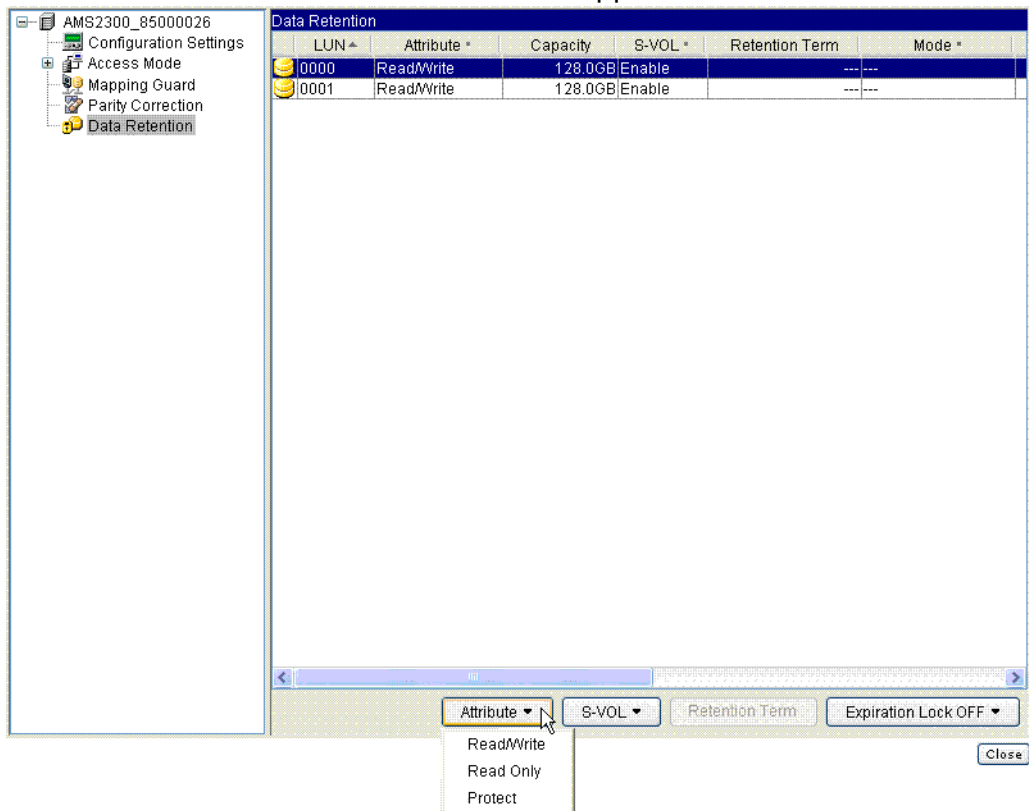 AMS2300_85000026
Configuration Settings
Access Mode
Mapping Guard
Parity Correction
Data Retention
Data Retention
LUN Attribute Capacity S-VOL Retention Term Mode
0000 Read/Write 128.0GB Enable --- ---
0001 Read/Write 128.0GB Enable --- ---
Attribute S-VOL Retention Term Expiration Lock OFF
Read/Write
Read Only
Protect
Close